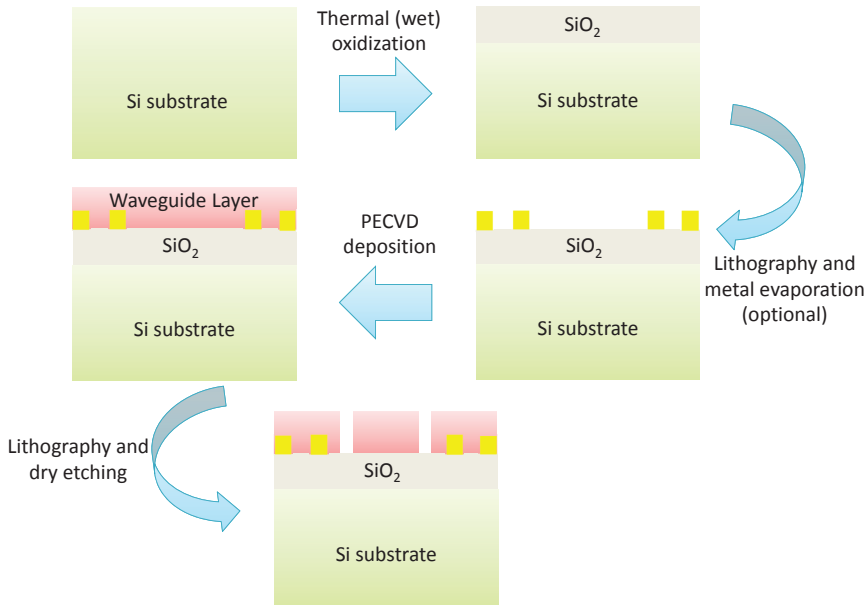 Si substrate
Thermal (wet)
oxidization
SiO2
Si substrate
Lithography and
metal evaporation
(optional)
SiO2
Si substrate
PECVD
deposition
Waveguide Layer
SiO2
Si substrate
Lithography and
dry etching
SiO2
Si substrate